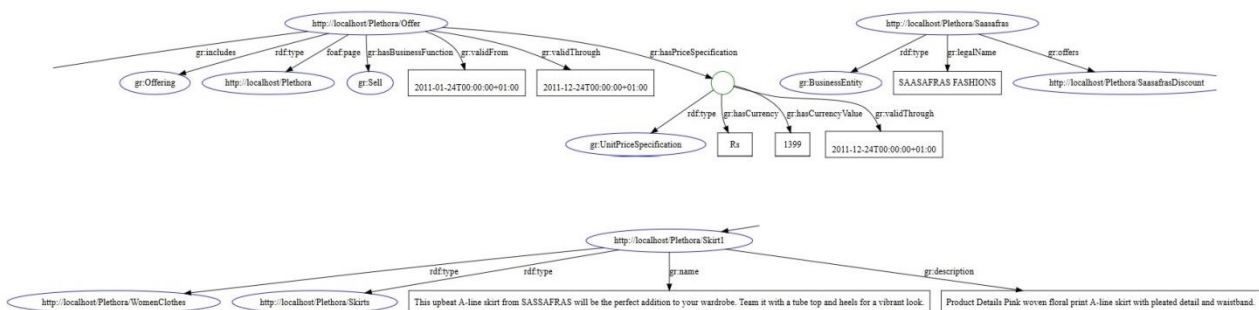 http://localhost/Plethora/Offer
http://localhost/Plethora/Saasafras
gr:includes
rdf:type
foaf:page
gr:hasBusinessFunction
gr:validFrom
gr:validThrough
gr:hasPriceSpecification
rdf:type
gr:legalName
gr:offers
gr:Offering
http://localhost/Plethora
gr:Sell
2011-01-24T00:00:00+01:00
2011-12-24T00:00:00+01:00
gr:BusinessEntity
SAASAFRAS FASHIONS
http://localhost/Plethora/SaasafrasDiscount
rdf:type
gr:hasCurrency
gr:hasCurrencyValue
gr:validThrough
gr:UnitPriceSpecification
Rs
1399
2011-12-24T00:00:00+01:00
http://localhost/Plethora/Skirt1
rdf:type
rdf:type
gr:name
gr:description
http://localhost/Plethora/WomenClothes
http://localhost/Plethora/Skirts
This upbeat A-line skirt from SASSAFRAS will be the perfect addition to your wardrobe. Team it with a tube top and heels for a vibrant look.
Product Details Pink woven floral print A-line skirt with pleated detail and waistband.